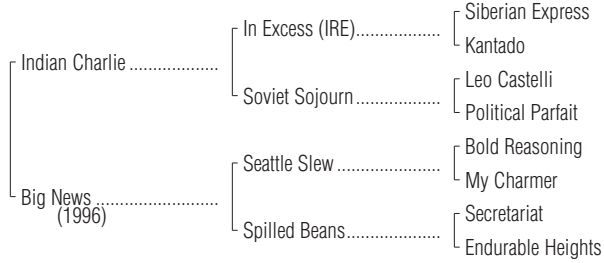 Siberian Express
In Excess (IRE)...................
Kantado
Indian Charlie ...................
Leo Castelli
Soviet Sojourn ...................
Political Parfait
Bold Reasoning
Seattle Slew .......................
My Charmer
Big News ..........................
(1996)
Secretariat
Spilled Beans.....................
Endurable Heights